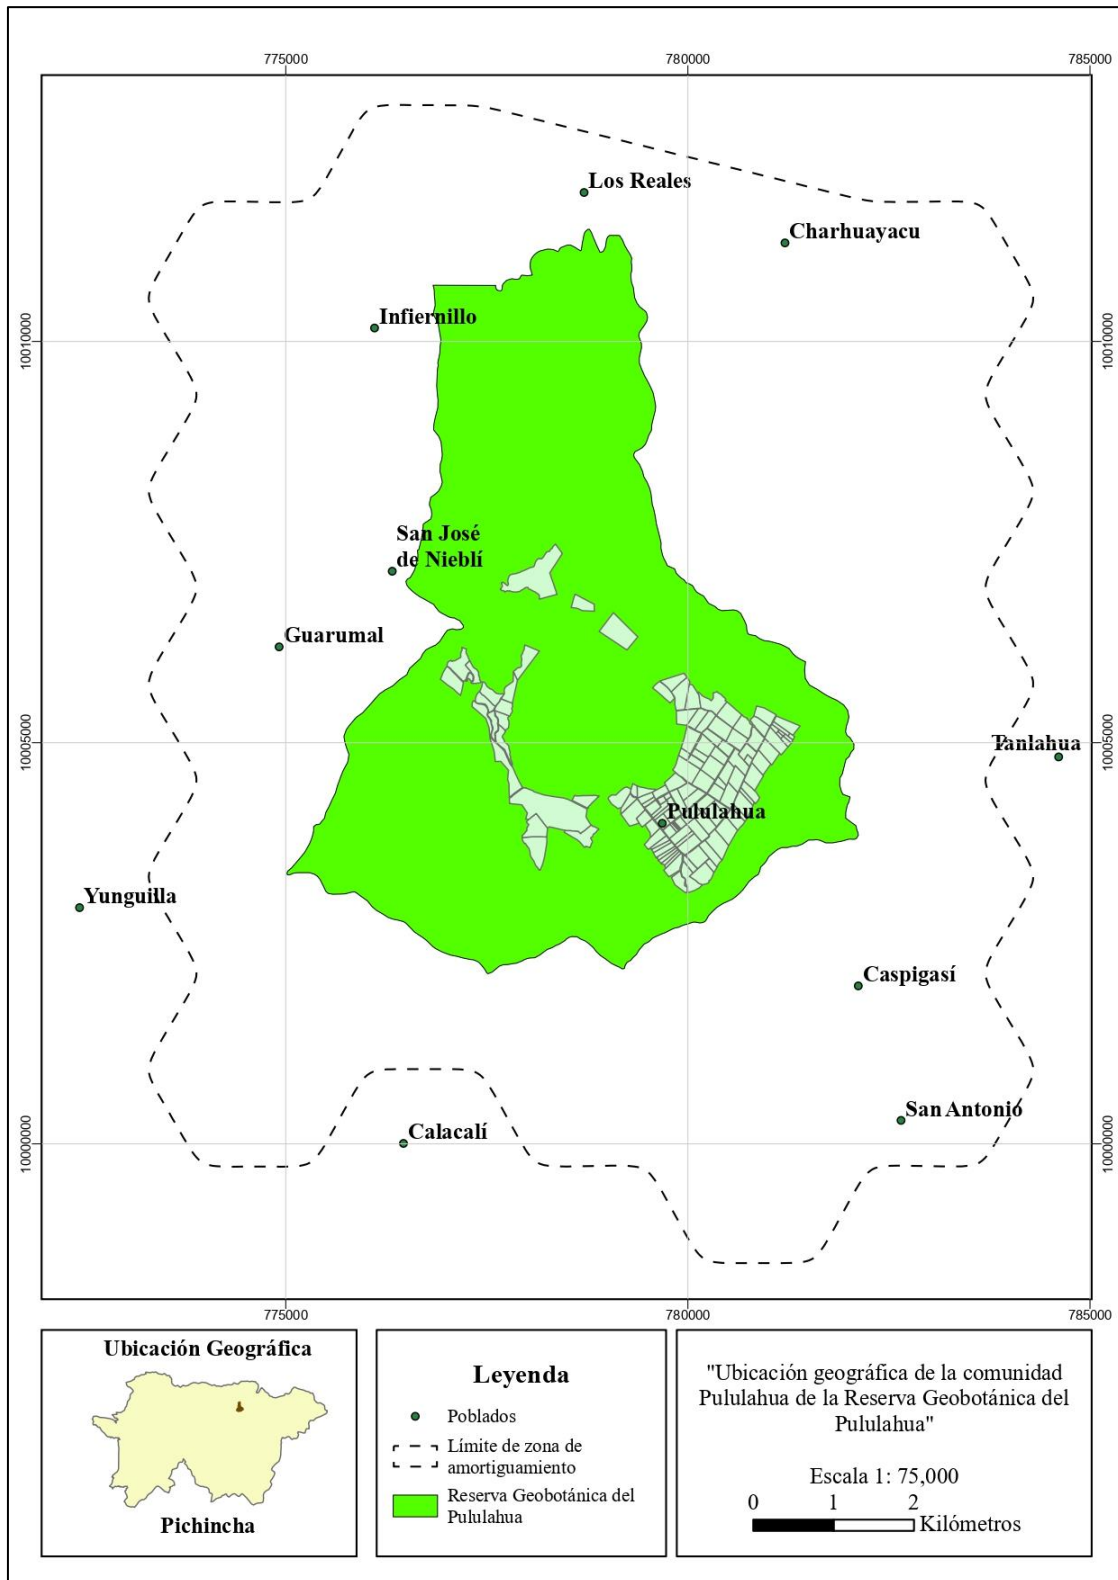 775000
780000
785000
Los Reales
Charhuayacu
Infiernillo
10010000
10010000
San José
de Nieblí
Guarumal
10005000
10005000
Tanlahua
Pululahua
Yunguilla
Caspigasí
San Antonio
Calacalí
10000000
10000000
775000
780000
785000
Ubicación Geográfica
Pichincha
Leyenda
Poblados
Límite de zona de
amortiguamiento
Reserva Geobotánica del
Pululahua
"Ubicación geográfica de la comunidad
Pululahua de la Reserva Geobotánica del
Pululahua"
Escala 1: 75,000
0 1 2
Kilómetros